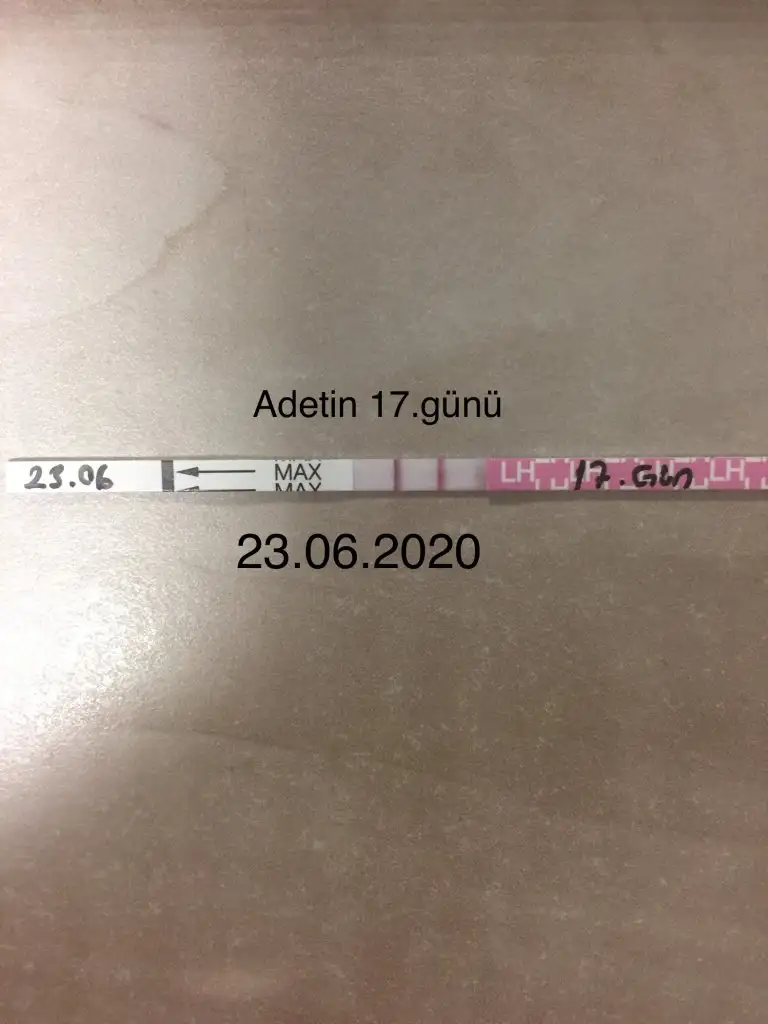 Adetin 17.günü
23.06 MAX LH 17.Gün LH
MAX
23.06.2020